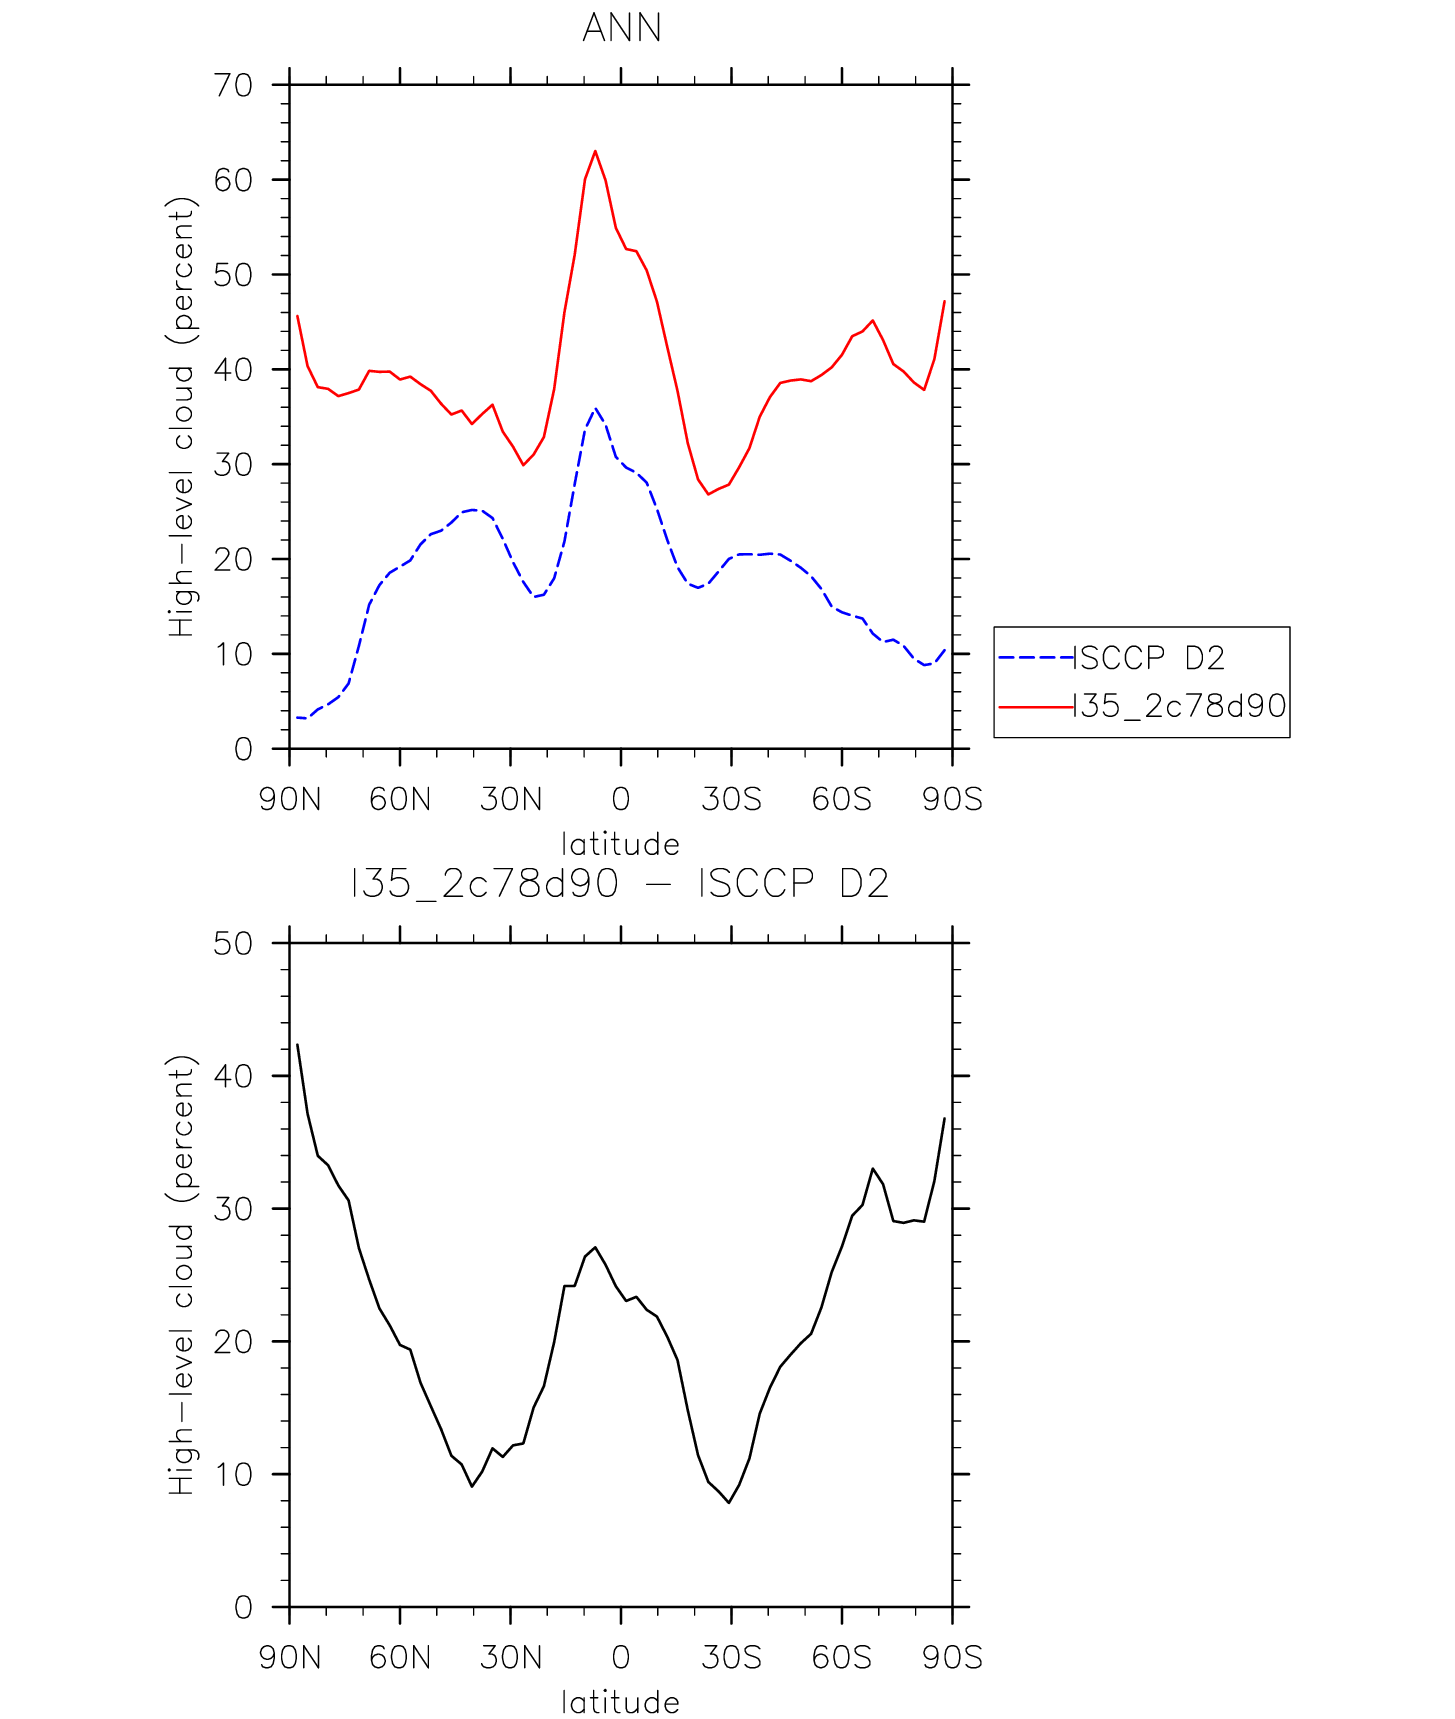 ANN
70
60
50
40
30
20
10
0
High-level cloud (percent)
90N 60N 30N 0 30S 60S 90S
latitude
ISCCP D2
I35_2c78d90
I35_2c78d90 - ISCCP D2
50
40
30
20
10
0
High-level cloud (percent)
90N 60N 30N 0 30S 60S 90S
latitude